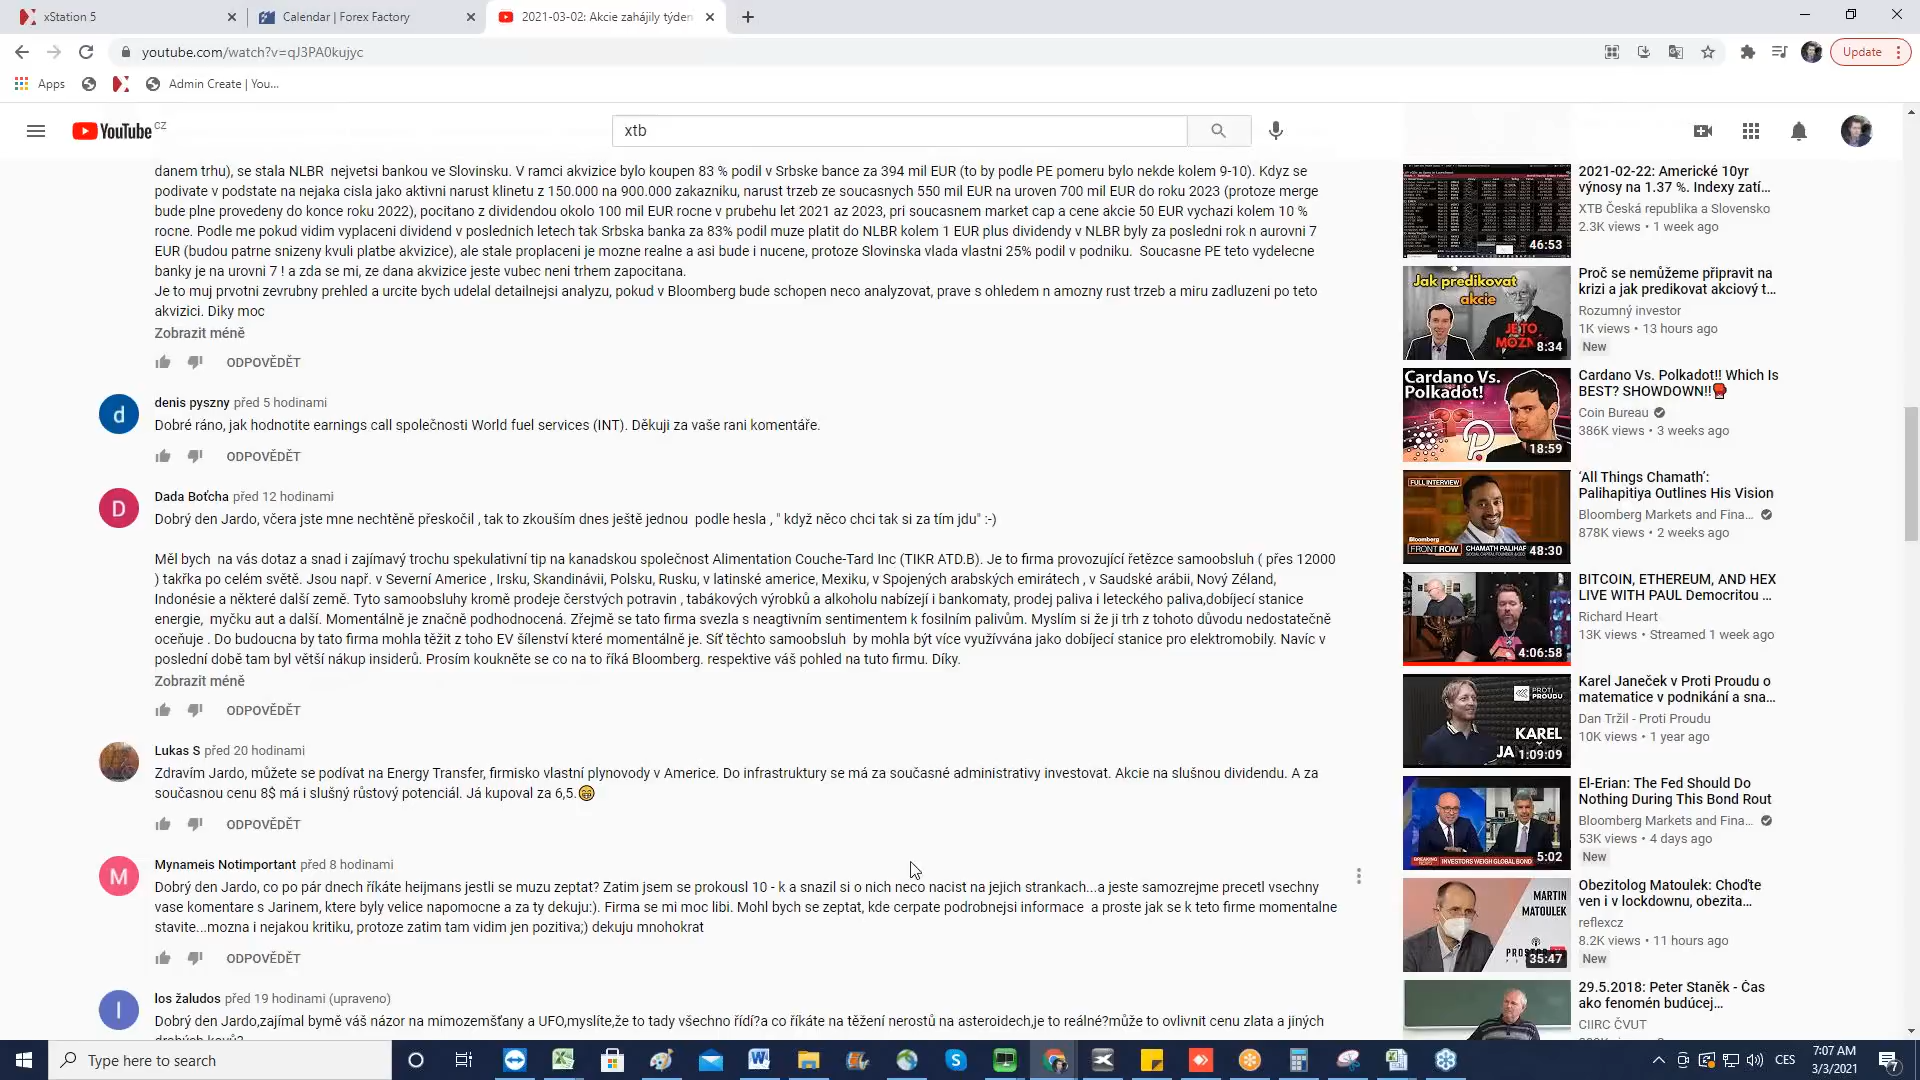 xStation 5
Calendar | Forex Factory
2021-03-02: Akcie zahájily týden
youtube.com/watch?v=qJ3PA0kujyc
Update
Apps
Admin Create | You...
YouTube CZ
xtb
danem trhu), se stala NLBR nejvetsi bankou ve Slovinsku. V ramci akvizice bylo koupen 83 % podil v Srbske bance za 394 mil EUR (to by podle PE pomeru bylo nekde kolem 9-10). Kdyz se
podivate v podstate na nejaka cisla jako aktivni narust klinetu z 150.000 na 900.000 zakazniku, narust trzeb ze soucasnych 550 mil EUR na uroven 700 mil EUR do roku 2023 (protoze merge
bude plne provedeny do konce roku 2022), pocitano z dividendou okolo 100 mil EUR rocne v prubehu let 2021 az 2023, pri soucasnem market cap a cene akcie 50 EUR vychazi kolem 10 %
rocne. Podle me pokud vidim vyplaceni dividend v poslednich letech tak Srbska banka za 83% podil muze platit do NLBR kolem 1 EUR plus dividendy v NLBR byly za posledni rok n aurovni 7
EUR (budou patrne snizeny kvuli platbe akvizice), ale stale proplaceni je mozne realne a asi bude i nucene, protoze Slovinska vlada vlastni 25% podil v podniku. Soucasne PE teto vydelecne
banky je na urovni 7 ! a zda se mi, ze dana akvizice jeste vubec neni trhem zapocitana.
Je to muj prvotni zevrubny prehled a urcite bych udelal detailnejsi analyzu, pokud v Bloomberg bude schopen neco analyzovat, prave s ohledem n amozny rust trzeb a miru zadluzeni po teto
akvizici. Diky moc
Zobrazit méně
ODPOVĚDĚT
d
denis pyszny před 5 hodinami
Dobré ráno, jak hodnotite earnings call společnosti World fuel services (INT). Děkuji za vaše rani komentáře.
ODPOVĚDĚT
D
Dada Boťcha před 12 hodinami
Dobrý den Jardo, včera jste mne nechtěně přeskočil , tak to zkouším dnes ještě jednou podle hesla , " když něco chci tak si za tím jdu" :-)
Měl bych na vás dotaz a snad i zajímavý trochu spekulativní tip na kanadskou společnost Alimentation Couche-Tard Inc (TIKR ATD.B). Je to firma provozující řetězce samoobsluh ( přes 12000
) takřka po celém světě. Jsou např. v Severní Americe , Irsku, Skandinávii, Polsku, Rusku, v latinské americe, Mexiku, v Spojených arabských emirátech , v Saudské arábii, Nový Zéland,
Indonésie a některé další země. Tyto samoobsluhy kromě prodeje čerstvých potravin , tabákových výrobků a alkoholu nabízejí i bankomaty, prodej paliva i leteckého paliva,dobíjecí stanice
energie, myčku aut a další. Momentálně je značně podhodnocená. Zřejmě se tato firma svezla s neagtivním sentimentem k fosilním palivům. Myslím si že ji trh z tohoto důvodu nedostatečně
oceňuje . Do budoucna by tato firma mohla těžit z toho EV šílenství které momentálně je. Síť těchto samoobsluh by mohla být více využívána jako dobíjecí stanice pro elektromobily. Navíc v
poslední době tam byl větší nákup insiderů. Prosím koukněte se co na to říká Bloomberg. respektive váš pohled na tuto firmu. Díky.
Zobrazit méně
ODPOVĚDĚT
Lukas S před 20 hodinami
Zdravím Jardo, můžete se podívat na Energy Transfer, firmisko vlastní plynovody v Americe. Do infrastruktury se má za současné administrativy investovat. Akcie na slušnou dividendu. A za
současnou cenu 8$ má i slušný růstový potenciál. Já kupoval za 6,5.😁
ODPOVĚDĚT
M
Mynameis Notimportant před 8 hodinami
Dobrý den Jardo, co po pár dnech říkáte heijmans jestli se muzu zeptat? Zatim jsem se prokousl 10 - k a snazil si o nich neco nacist na jejich strankach...a jeste samozrejme precetl vsechny
vase komentare s Jarinem, ktere byly velice napomocne a za ty dekuju:). Firma se mi moc libi. Mohl bych se zeptat, kde cerpate podrobnejsi informace a proste jak se k teto firme momentalne
stavite...mozna i nejakou kritiku, protoze zatim tam vidim jen pozitiva;) dekuju mnohokrat
ODPOVĚDĚT
I
los žaludos před 19 hodinami (upraveno)
Dobrý den Jardo,zajímal bymě váš názor na mimozemšťany a UFO,myslíte,že to tady všechno řídí?a co říkáte na těžení nerostů na asteroidech,je to reálné?může to ovlivnit cenu zlata a jiných
46:53
2021-02-22: Americké 10yr
výnosy na 1.37 %. Indexy zatí...
XTB Česká republika a Slovensko
2.3K views • 1 week ago
Jak predikovat
akcie
JE TO
MOŽN
8:34
Proč se nemůžeme připravit na
krizi a jak predikovat akciový t...
Rozumný investor
1K views • 13 hours ago
New
Cardano Vs.
Polkadot!
18:59
Cardano Vs. Polkadot!! Which Is
BEST? SHOWDOWN!!🥊
Coin Bureau
386K views • 3 weeks ago
FULL INTERVIEW
Bloomberg
FRONT ROW
CHAMATH PALIHAP
48:30
'All Things Chamath':
Palihapitiya Outlines His Vision
Bloomberg Markets and Fina...
878K views • 2 weeks ago
4:06:58
BITCOIN, ETHEREUM, AND HEX
LIVE WITH PAUL Democritou ...
Richard Heart
13K views • Streamed 1 week ago
PROTI
PROUDU
KAREL
JA
1:09:09
Karel Janeček v Proti Proudu o
matematice v podnikání a sna...
Dan Tržil - Proti Proudu
10K views • 1 year ago
INVESTORS WEIGH GLOBAL BOND
5:02
El-Erian: The Fed Should Do
Nothing During This Bond Rout
Bloomberg Markets and Fina...
53K views • 4 days ago
New
MARTIN
MATOULEK
PROS
35:47
Obezitolog Matoulek: Choďte
ven i v lockdownu, obezita...
reflexcz
8.2K views • 11 hours ago
New
29.5.2018: Peter Staněk - Čas
ako fenomén budúcej...
CIIRC ČVUT
Type here to search
CES
7:07 AM
3/3/2021
7